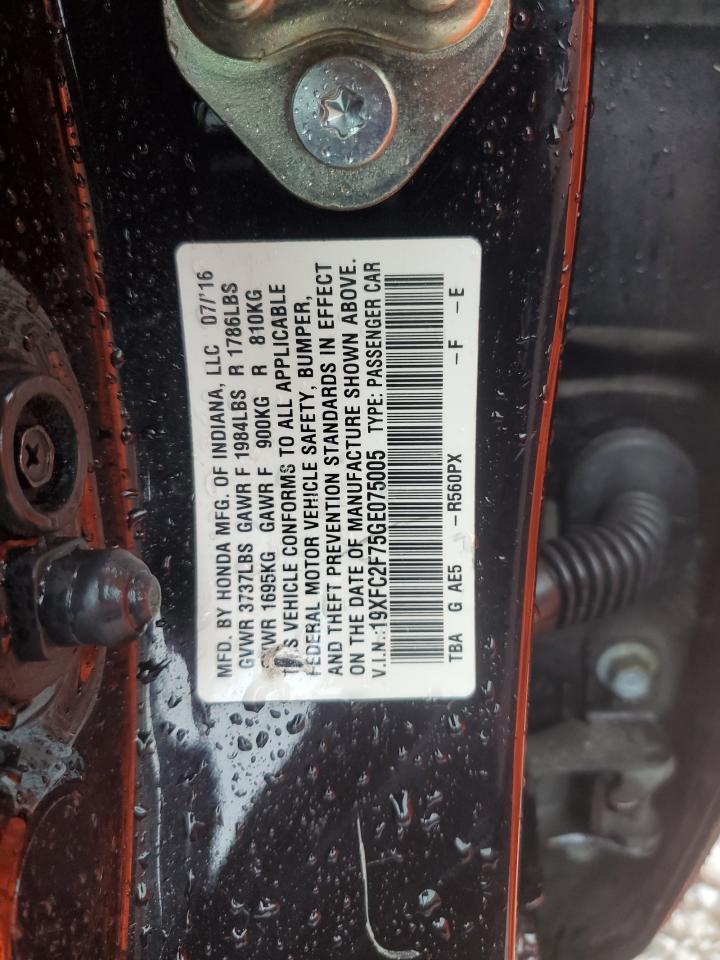 MFD. BY HONDA MFG. OF INDIANA, LLC 07/'16
GVWR 3737LBS GAWR F 1984LBS R 1786LBS
GVWR 1695KG GAWR F 900KG R 810KG
THIS VEHICLE CONFORMS TO ALL APPLICABLE
FEDERAL MOTOR VEHICLE SAFETY, BUMPER,
AND THEFT PREVENTION STANDARDS IN EFFECT
ON THE DATE OF MANUFACTURE SHOWN ABOVE.
V.I.N.:19XFC2F75GE075005 TYPE: PASSENGER CAR
TBA G AE5 -R560PX -F -E